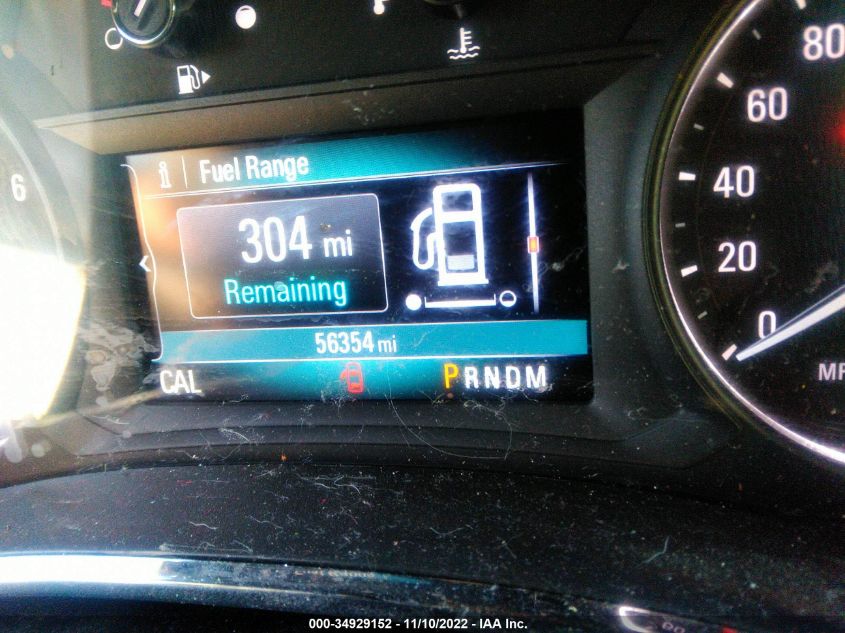 80
60
40
20
0
MP
6
Fuel Range
304 mi
Remaining
56354 mi
CAL
PRNDM
000-34929152 - 11/10/2022 - IAA Inc.